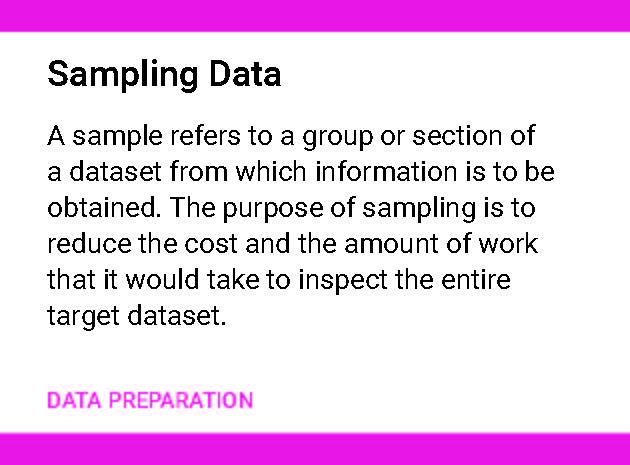 Sampling Data
A sample refers to a group or section of
a dataset from which information is to be
obtained. The purpose of sampling is to
reduce the cost and the amount of work
that it would take to inspect the entire
target dataset.
DATA PREPARATION